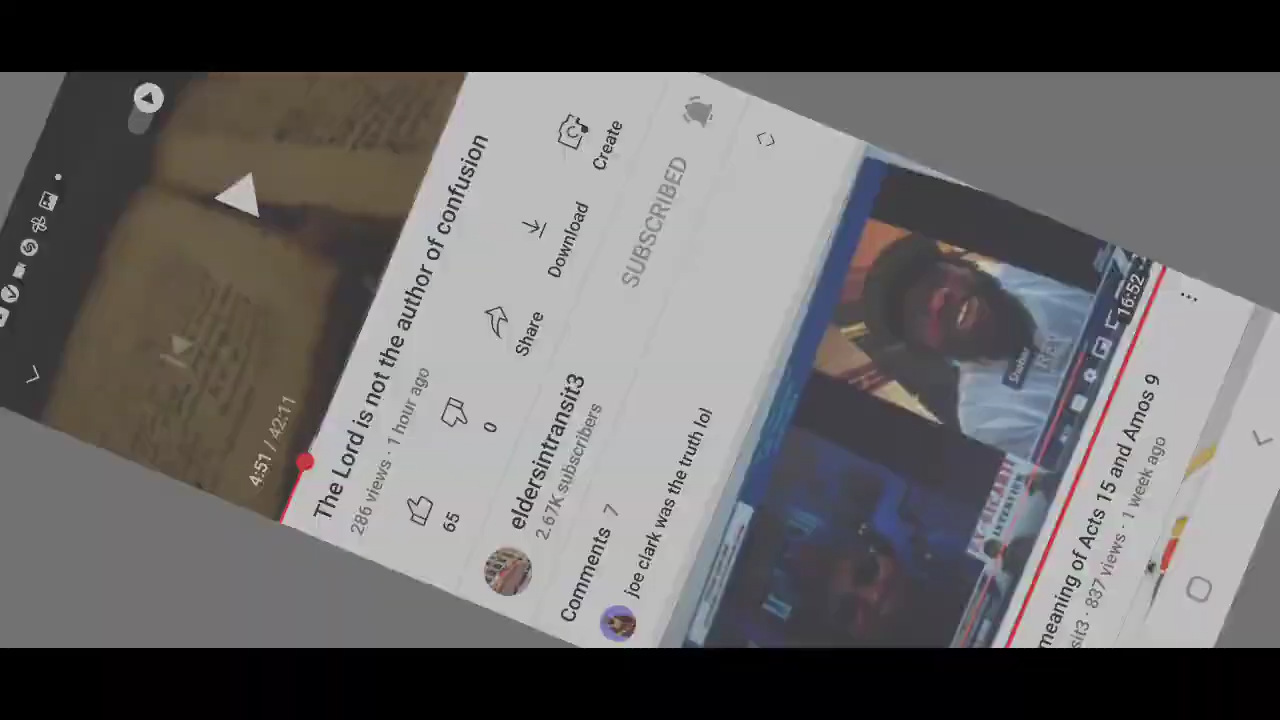 4:51 / 42:11
The Lord is not the author of confusion
286 views · 1 hour ago
65
0
Share
Download
Create
eldersintransit3
2.67K subscribers
SUBSCRIBED
Comments 7
joe clark was the truth lol
Shabar
16:52
meaning of Acts 15 and Amos 9
sit3 · 837 views · 1 week ago